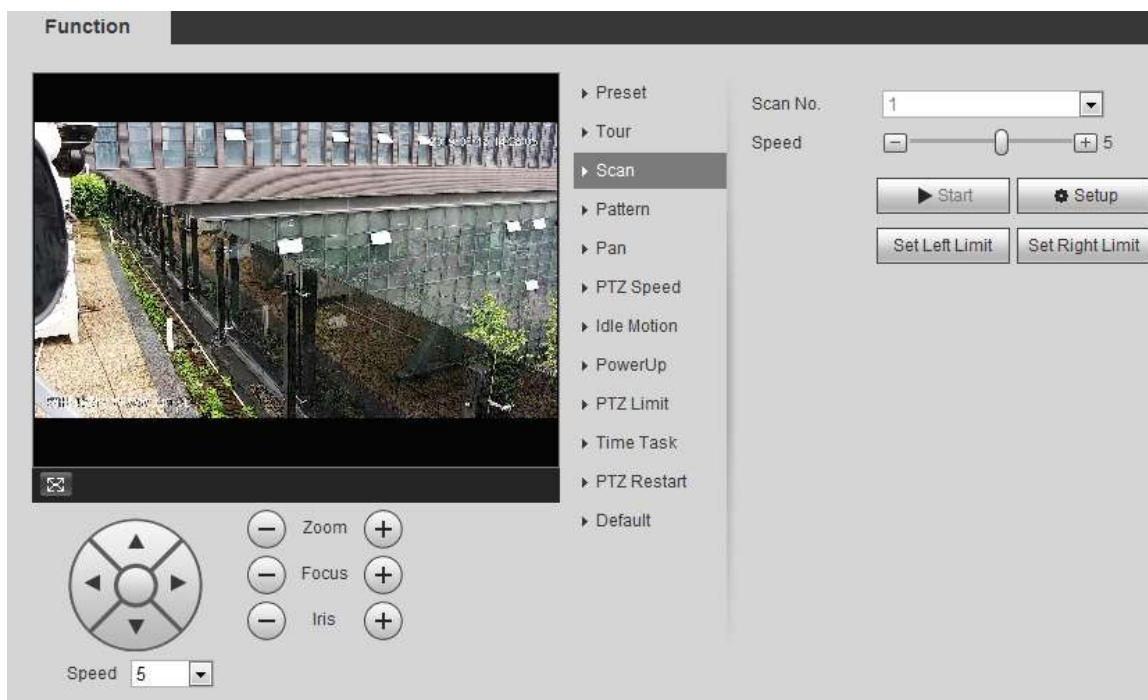 Function
Preset
Tour
Scan
Pattern
Pan
PTZ Speed
Idle Motion
PowerUp
PTZ Limit
Time Task
PTZ Restart
Default
Scan No. 1
Speed 5
Start Setup
Set Left Limit Set Right Limit
Zoom
Focus
Iris
Speed 5